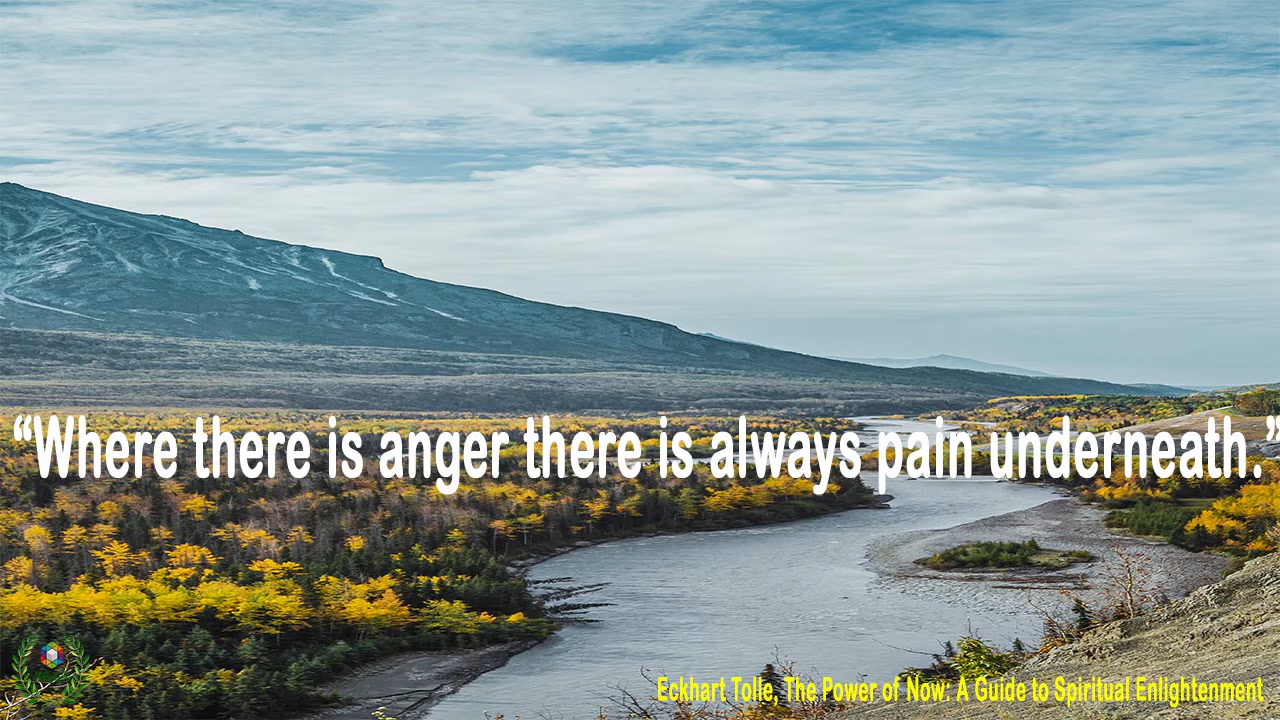 “Where there is anger there is always pain underneath.”
Eckhart Tolle, The Power of Now: A Guide to Spiritual Enlightenment